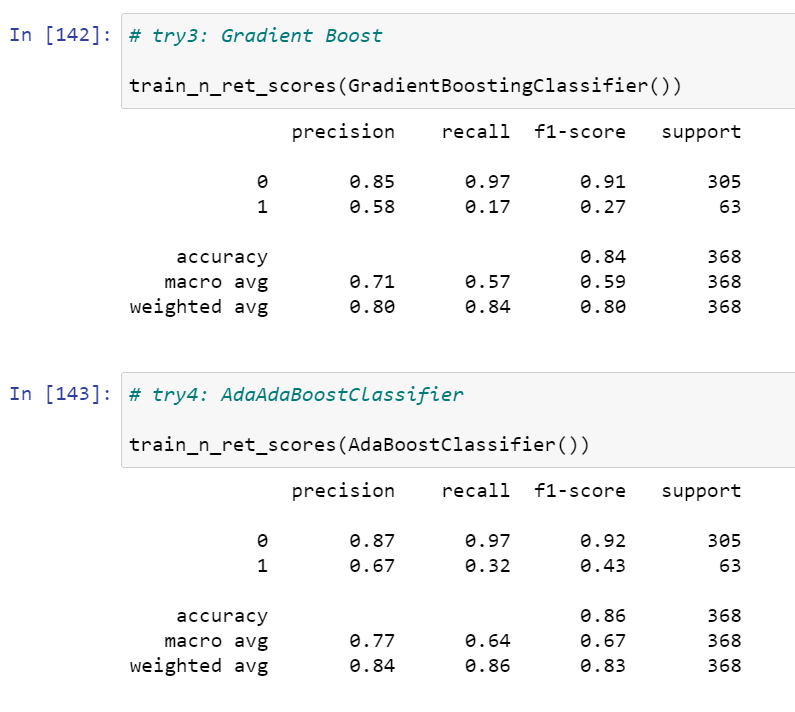 In [142]: # try3: Gradient Boost
train_n_ret_scores(GradientBoostingClassifier())
precision recall f1-score support
0 0.85 0.97 0.91 305
1 0.58 0.17 0.27 63
accuracy 0.84 368
macro avg 0.71 0.57 0.59 368
weighted avg 0.80 0.84 0.80 368
In [143]: # try4: AdaAdaBoostClassifier
train_n_ret_scores(AdaBoostClassifier())
precision recall f1-score support
0 0.87 0.97 0.92 305
1 0.67 0.32 0.43 63
accuracy 0.86 368
macro avg 0.77 0.64 0.67 368
weighted avg 0.84 0.86 0.83 368